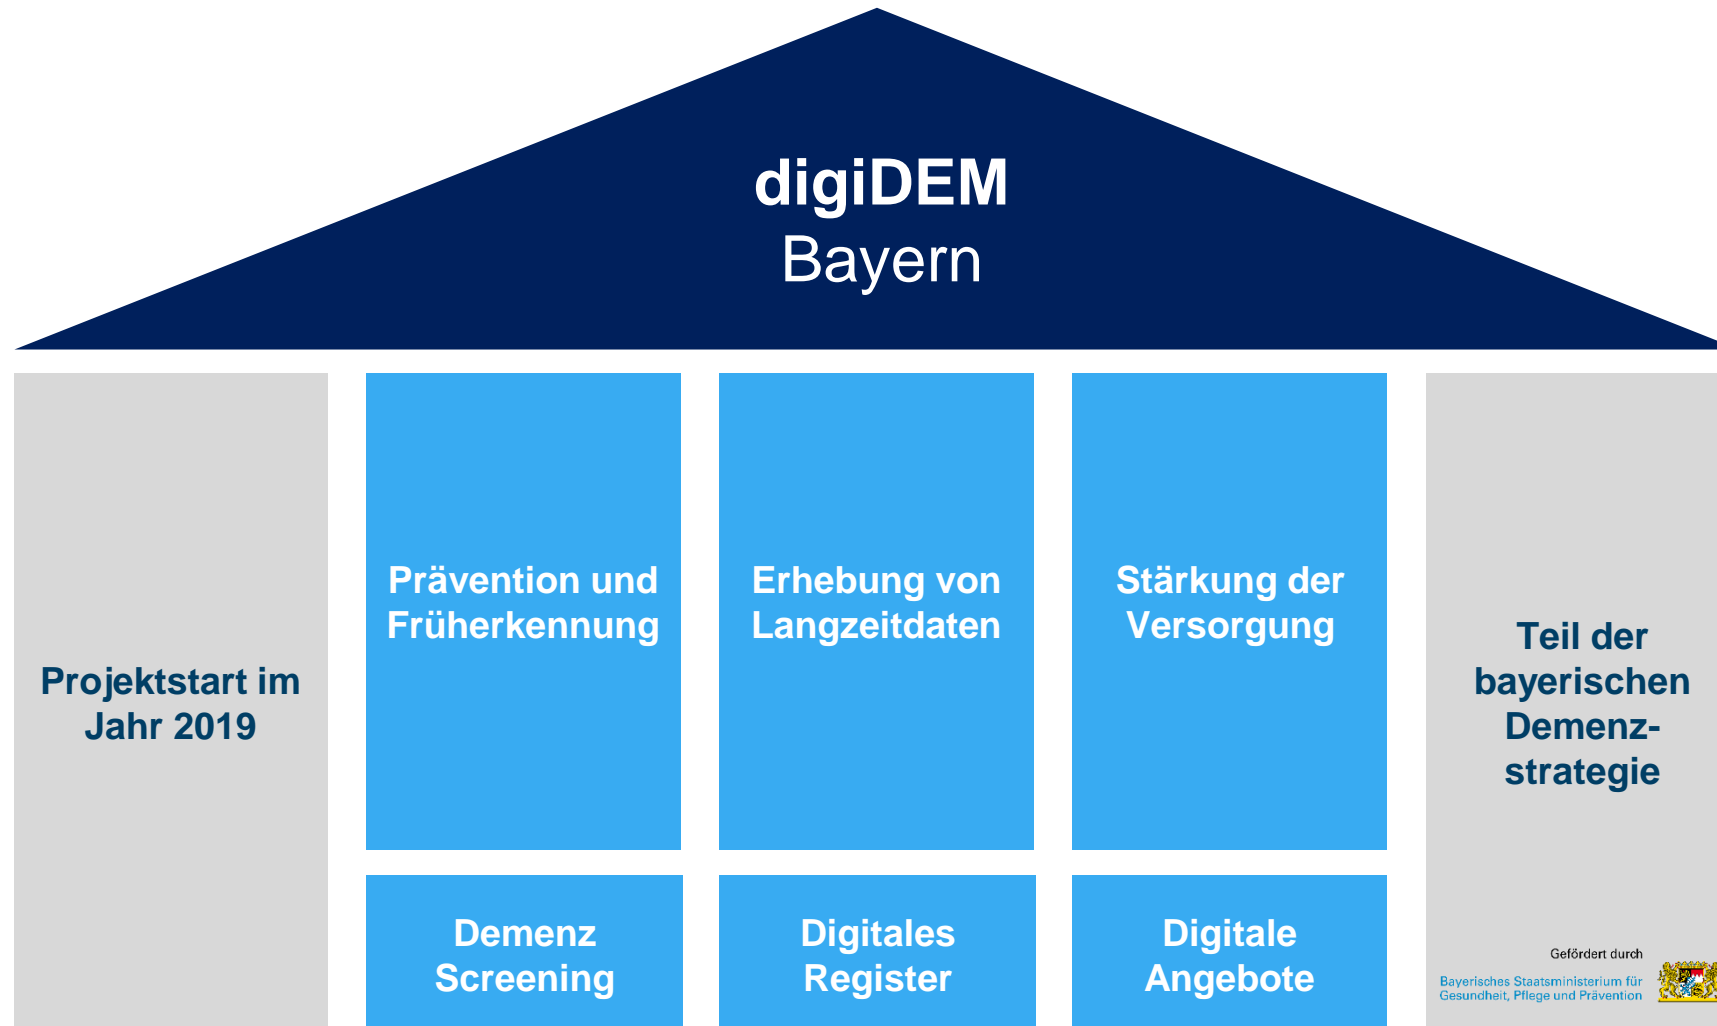 digiDEM
Bayern
Projektstart im
Jahr 2019
Prävention und
Früherkennung
Demenz
Screening
Erhebung von
Langzeitdaten
Digitales
Register
Stärkung der
Versorgung
Digitale
Angebote
Teil der
bayerischen
Demenz-
strategie
Gefördert durch
Bayerisches Staatsministerium für
Gesundheit, Pflege und Prävention